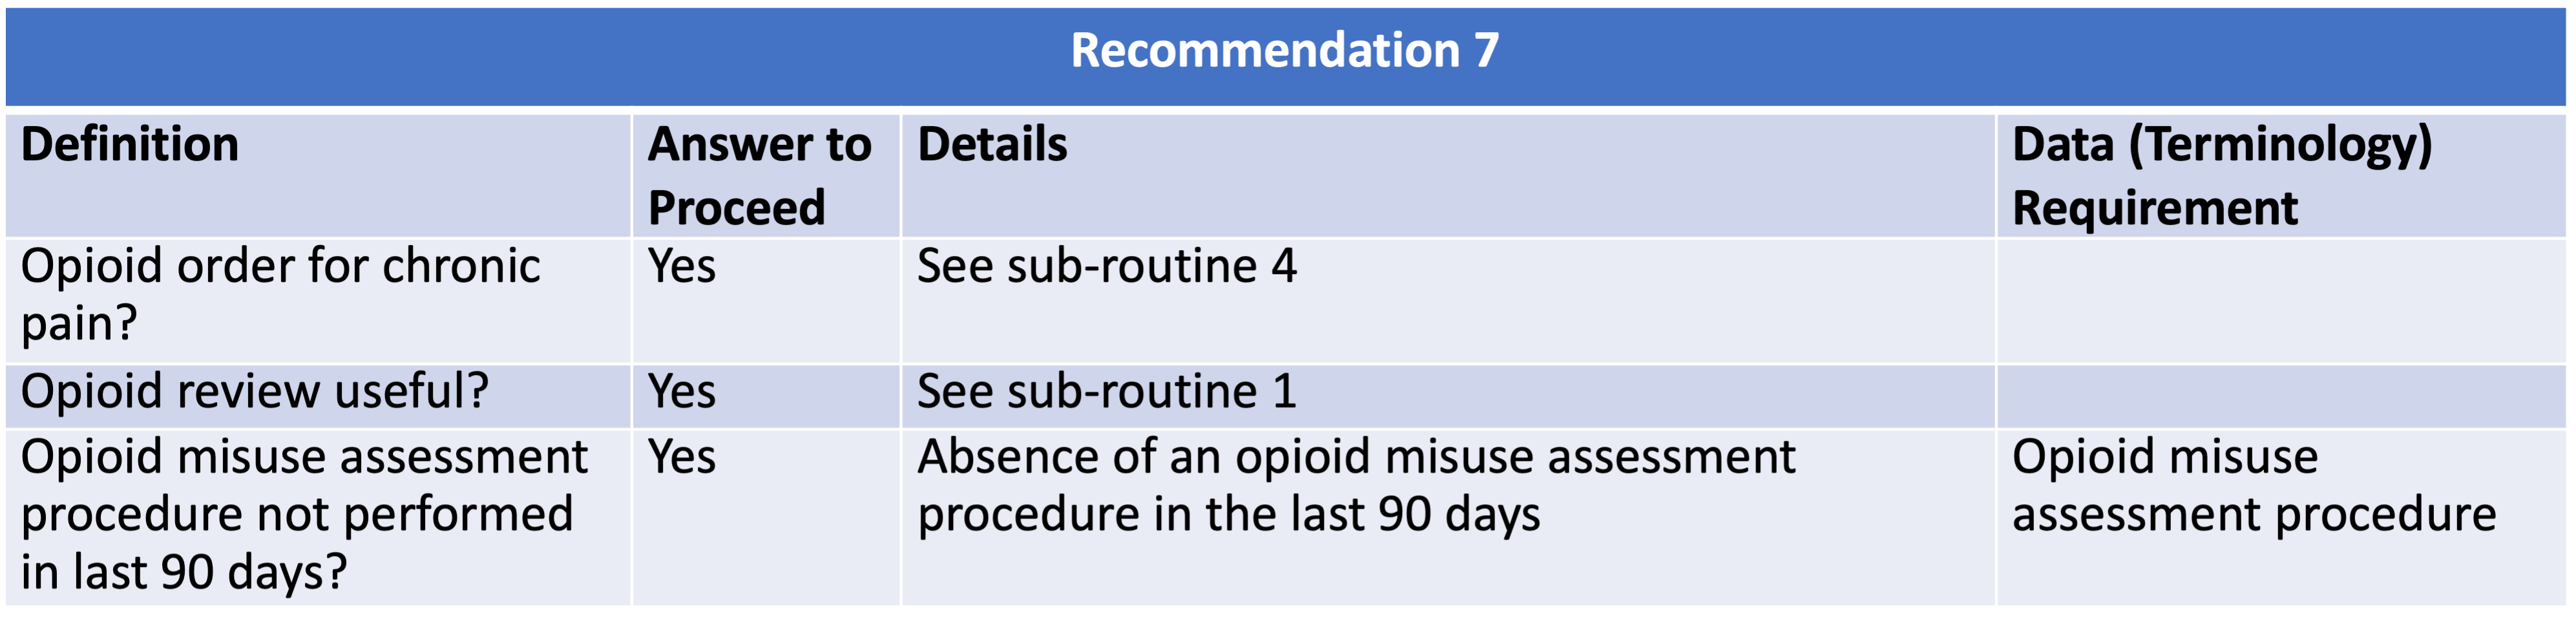 Recommendation 7
Definition
Answer to
Proceed
Details
Data (Terminology)
Requirement
Opioid order for chronic
pain?
Yes
See sub-routine 4
Opioid review useful?
Yes
See sub-routine 1
Opioid misuse assessment
procedure not performed
in last 90 days?
Yes
Absence of an opioid misuse assessment
procedure in the last 90 days
Opioid misuse
assessment procedure